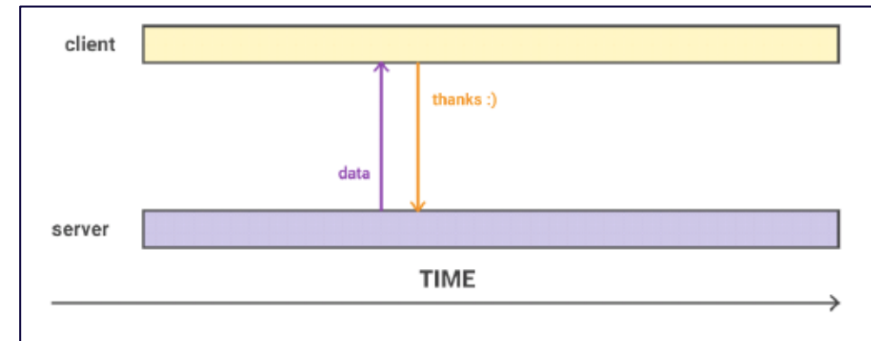 client
thanks :)
data
server
TIME